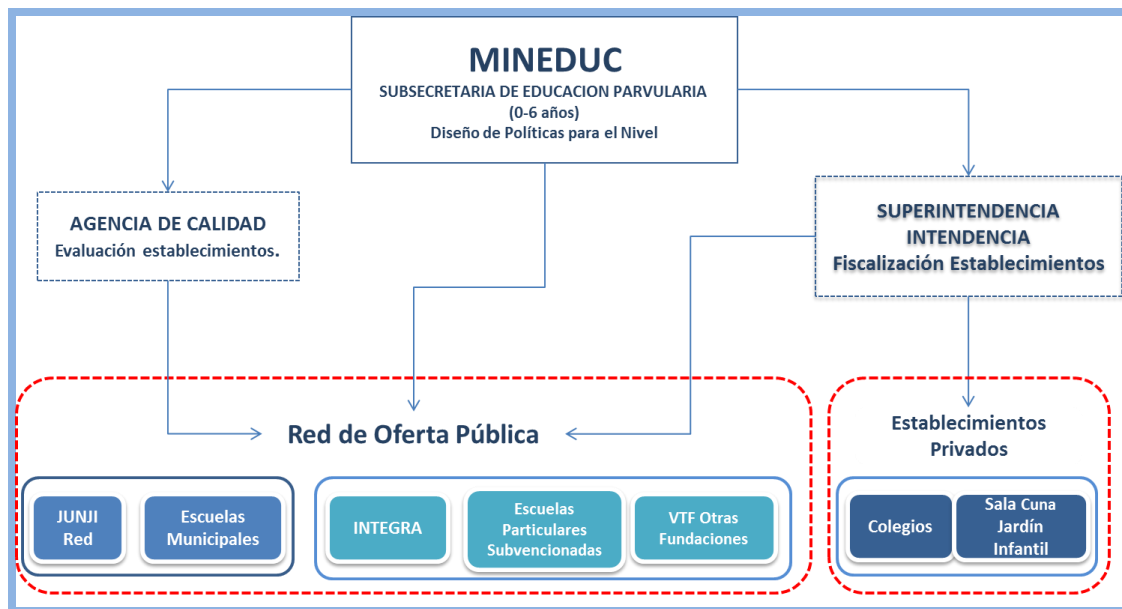 MINEDUC
SUBSECRETARIA DE EDUCACION PARVULARIA
(0-6 años)
Diseño de Políticas para el Nivel
AGENCIA DE CALIDAD
Evaluación establecimientos.
SUPERINTENDENCIA
INTENDENCIA
Fiscalización Establecimientos
Red de Oferta Pública
Establecimientos
Privados
JUNJI
Red
Escuelas
Municipales
INTEGRA
Escuelas
Particulares
Subvencionadas
VTF Otras
Fundaciones
Colegios
Sala Cuna
Jardín
Infantil